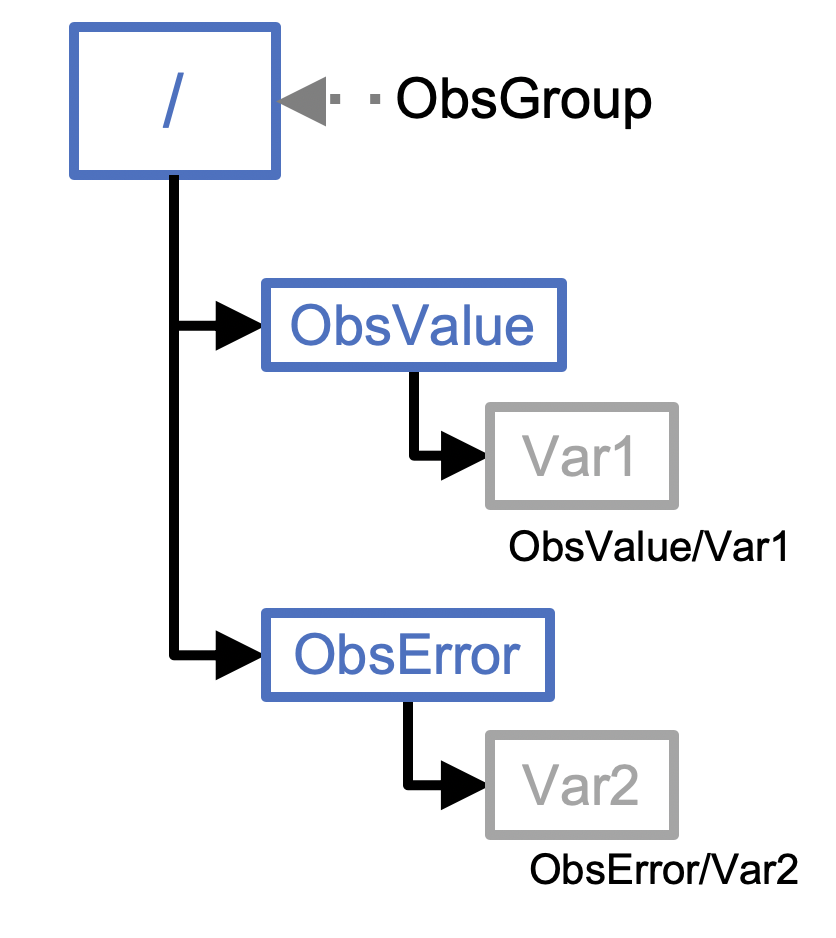 /
ObsGroup
ObsValue
Var1
ObsValue/Var1
ObsError
Var2
ObsError/Var2